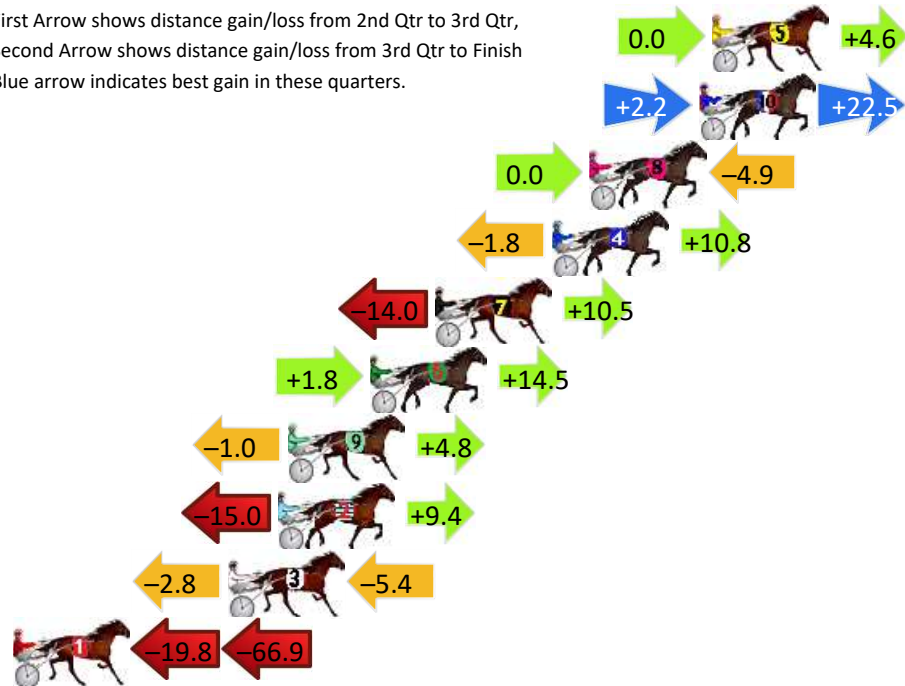 irst Arrow shows distance gain/loss from 2nd Qtr to 3rd Qtr,
Second Arrow shows distance gain/loss from 3rd Qtr to Finish
Blue arrow indicates best gain in these quarters.
0.0 5 +4.6
+2.2 10 +22.5
0.0 8 −4.9
−1.8 4 +10.8
−14.0 7 +10.5
+1.8 6 +14.5
−1.0 9 +4.8
−15.0 2 +9.4
−2.8 3 −5.4
1 −19.8 −66.9